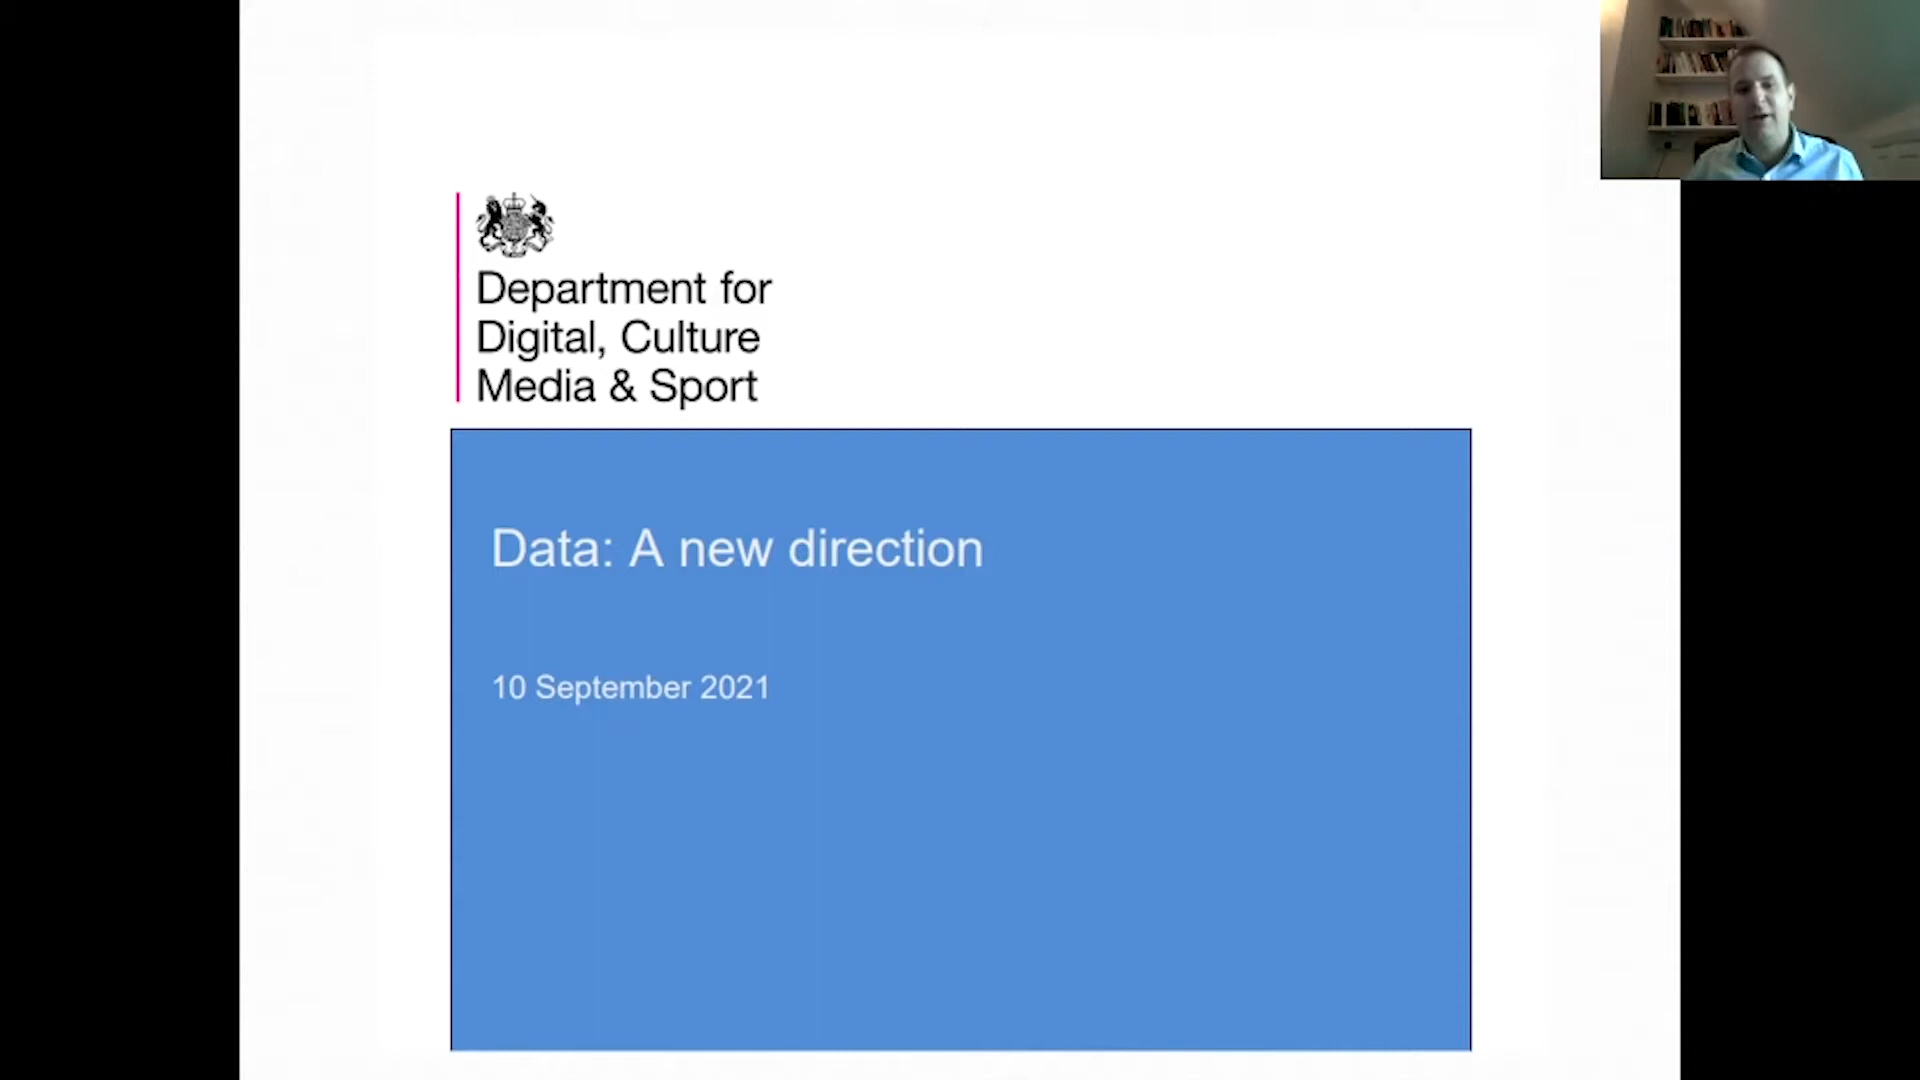 Department for
Digital, Culture
Media & Sport
Data: A new direction
10 September 2021